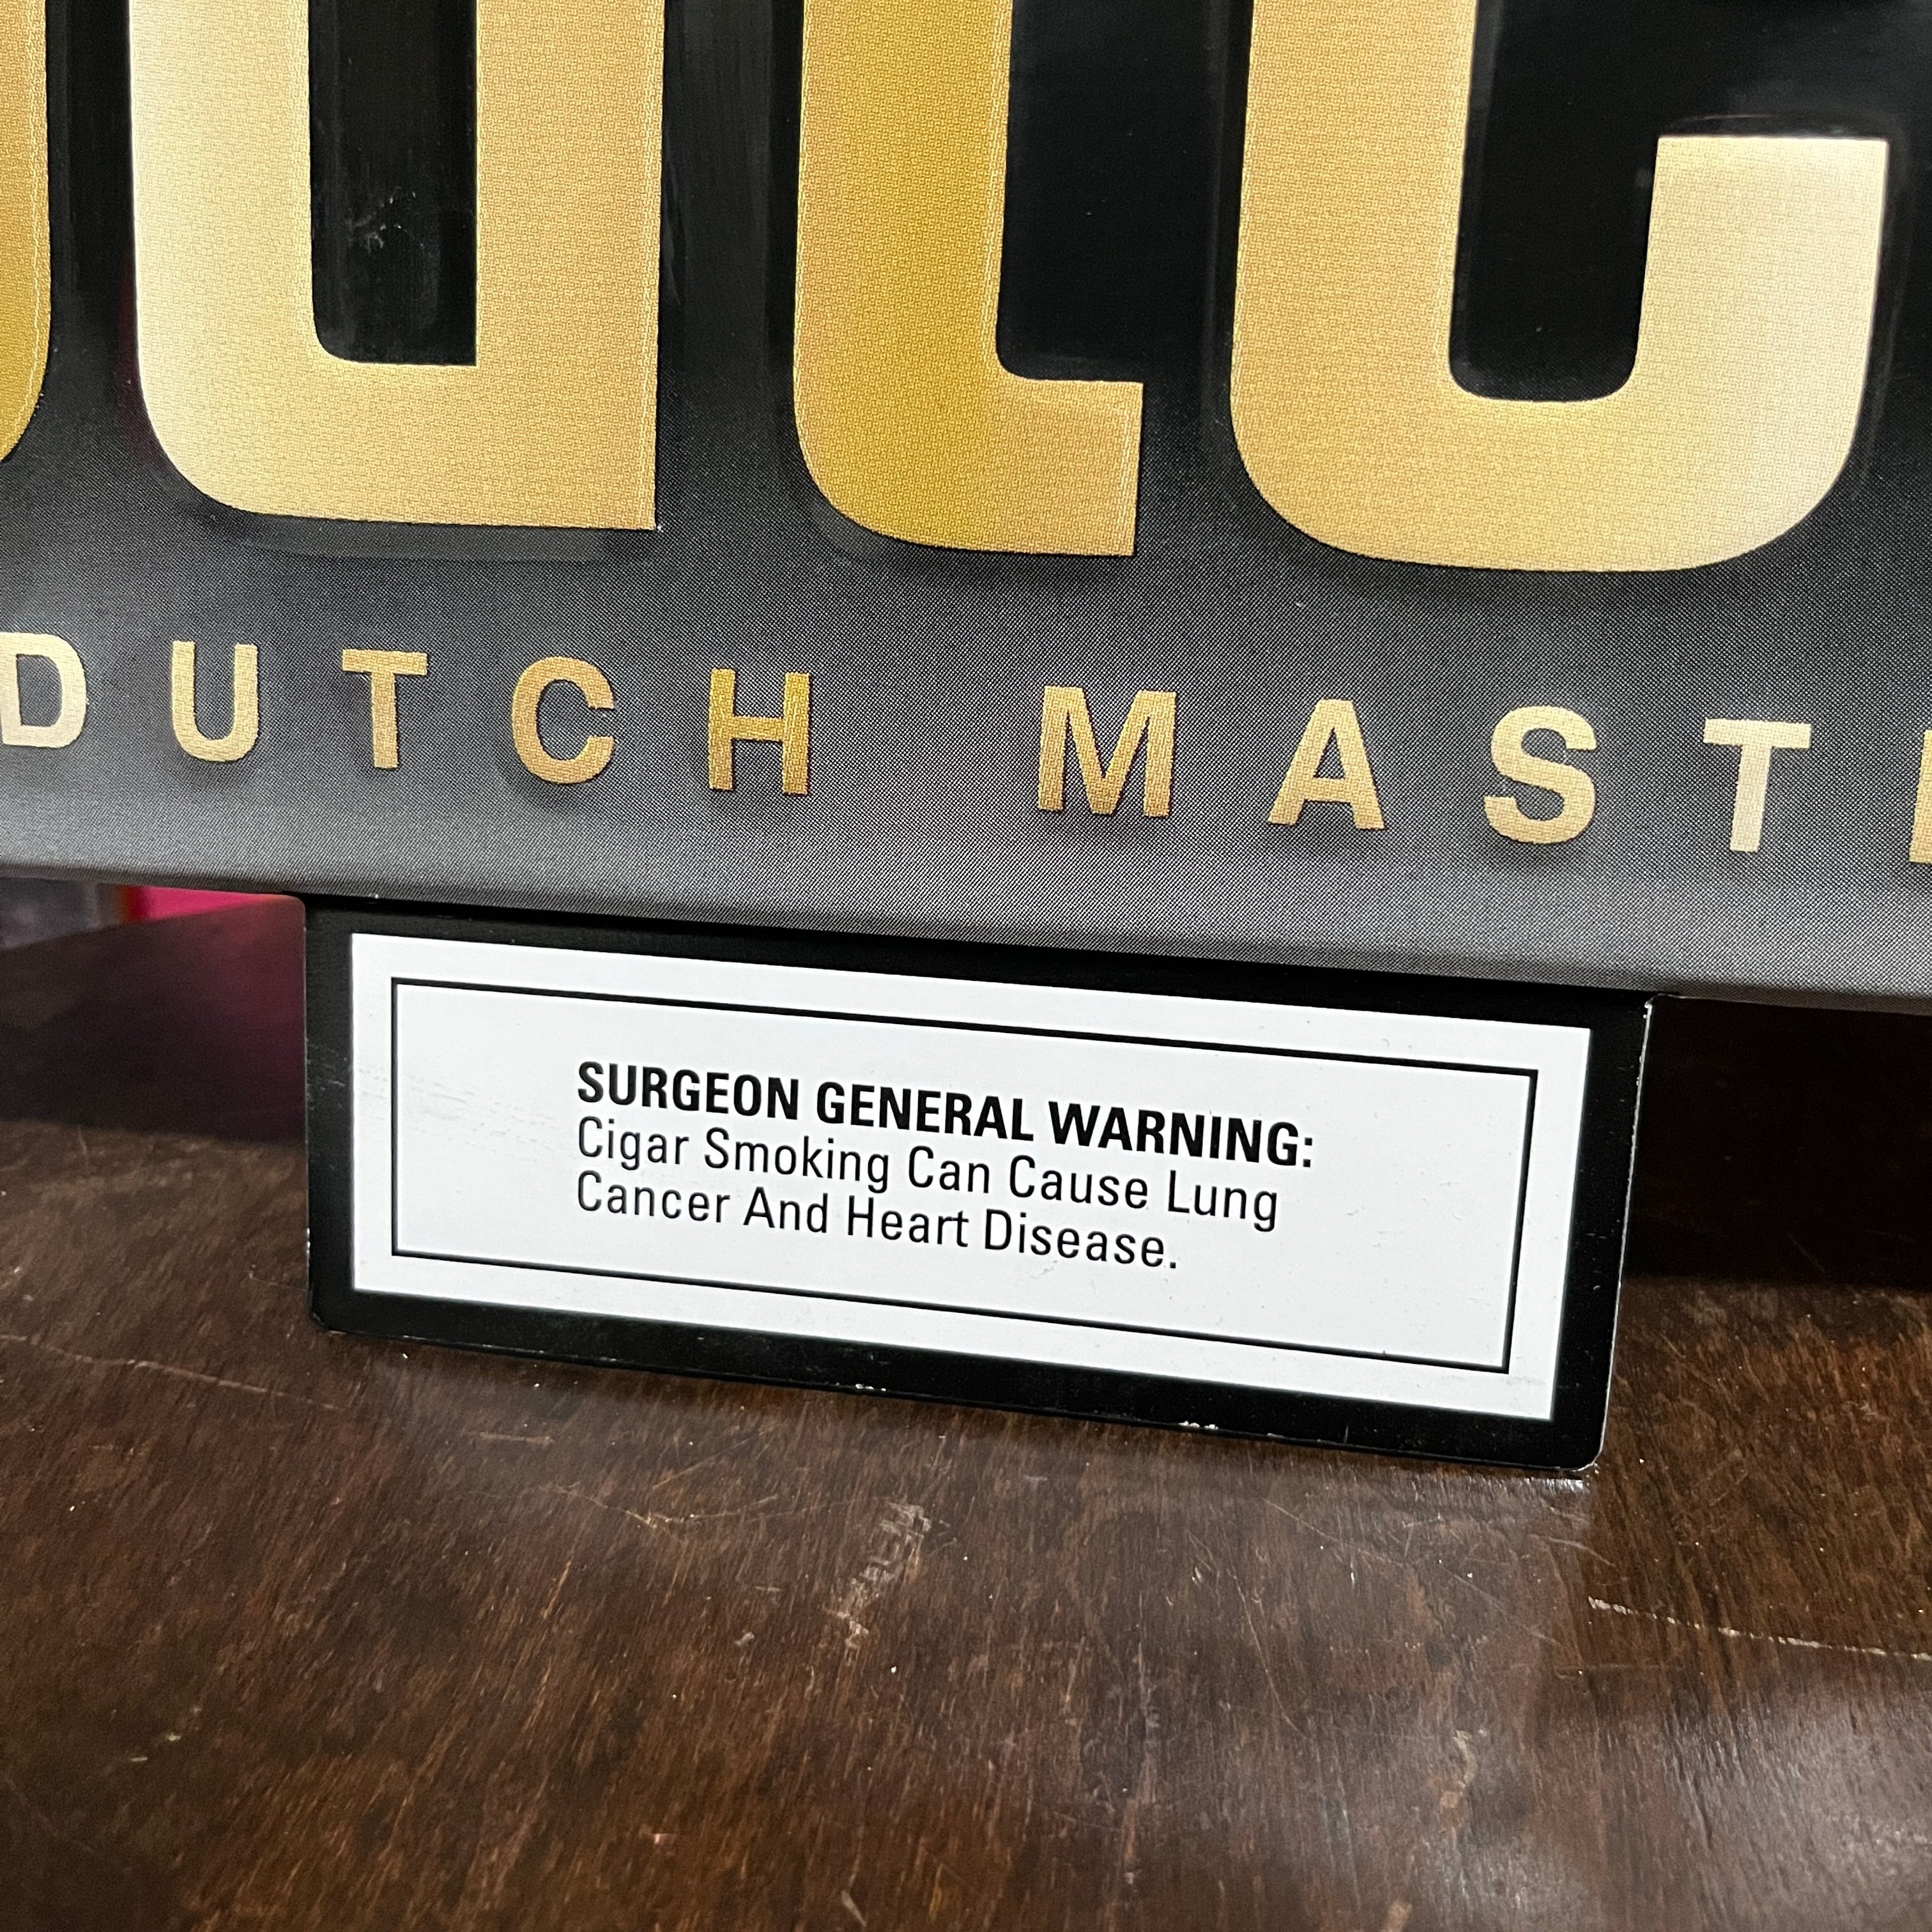 DUTCH MAST
SURGEON GENERAL WARNING:
Cigar Smoking Can Cause Lung
Cancer And Heart Disease.